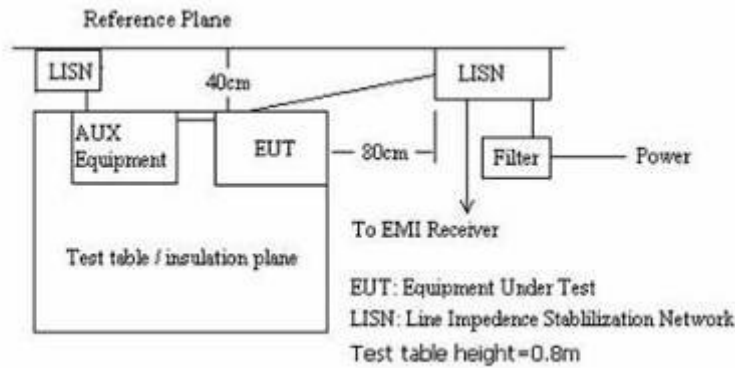 Reference Plane
LISN
40cm
LISN
AUX
Equipment
EUT
80cm
Filter
Power
To EMI Receiver
Test table / insulation plane
EUT: Equipment Under Test
LISN: Line Impedence Stablilization Network
Test table height=0.8m